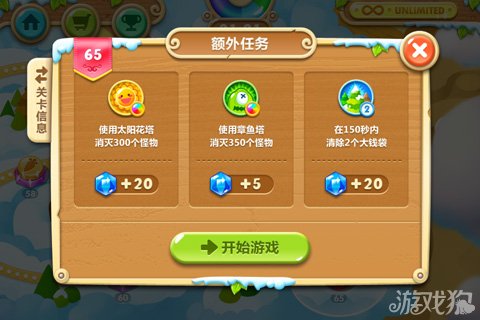 UNLIMITED
额外任务
65
关卡信息
使用太阳花塔
消灭300个怪物
+20
使用章鱼塔
消灭350个怪物
+5
2
在150秒内
清除2个大钱袋
+20
开始游戏
58
60
游戏狗